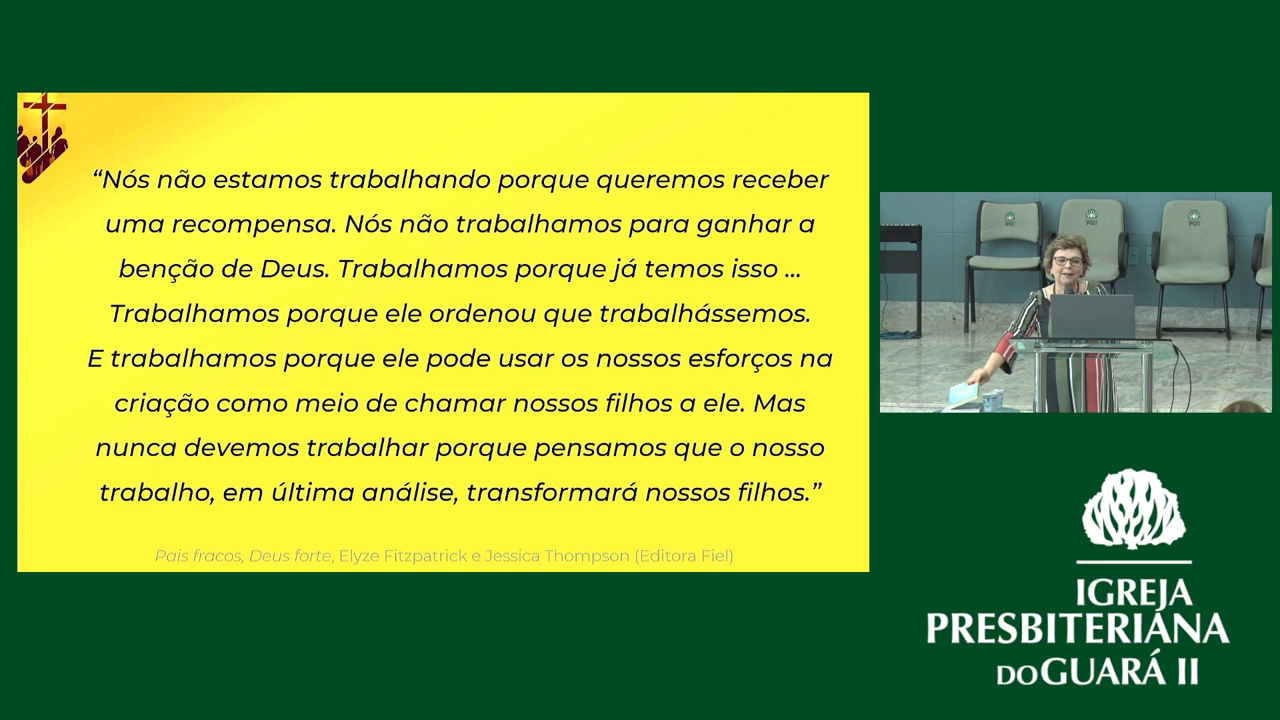 “Nós não estamos trabalhando porque queremos receber
uma recompensa. Nós não trabalhamos para ganhar a
benção de Deus. Trabalhamos porque já temos isso ...
Trabalhamos porque ele ordenou que trabalhássemos.
E trabalhamos porque ele pode usar os nossos esforços na
criação como meio de chamar nossos filhos a ele. Mas
nunca devemos trabalhar porque pensamos que o nosso
trabalho, em última análise, transformará nossos filhos.”
Pais fracos, Deus forte, Elyze Fitzpatrick e Jessica Thompson (Editora Fiel)
IGREJA
PRESBITERIANA
DO GUARÁ II